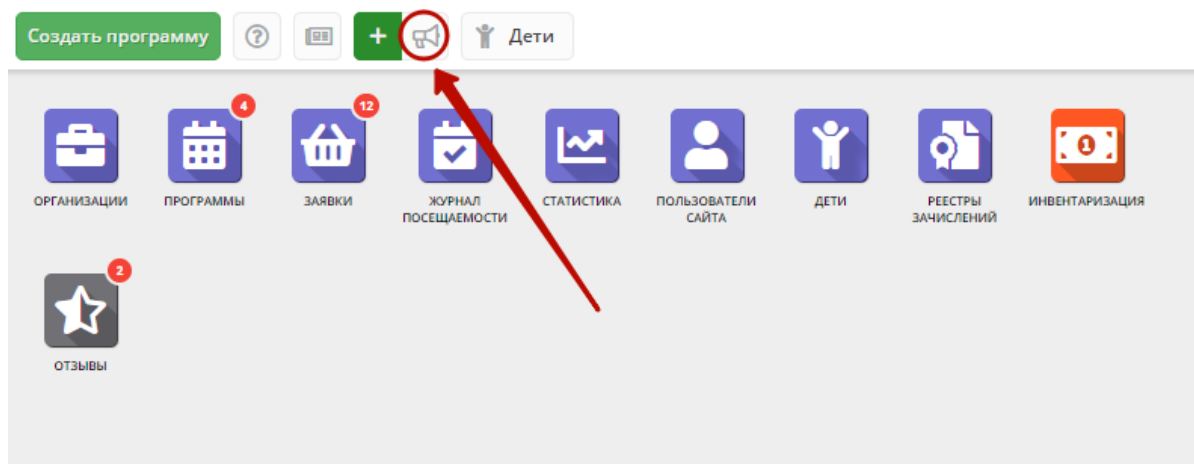 Создать программу
?
+
Дети
4
12
1
ОРГАНИЗАЦИИ
ПРОГРАММЫ
ЗАЯВКИ
ЖУРНАЛ
ПОСЕЩАЕМОСТИ
СТАТИСТИКА
ПОЛЬЗОВАТЕЛИ
САЙТА
ДЕТИ
РЕЕСТРЫ
ЗАЧИСЛЕНИЙ
ИНВЕНТАРИЗАЦИЯ
2
ОТЗЫВЫ